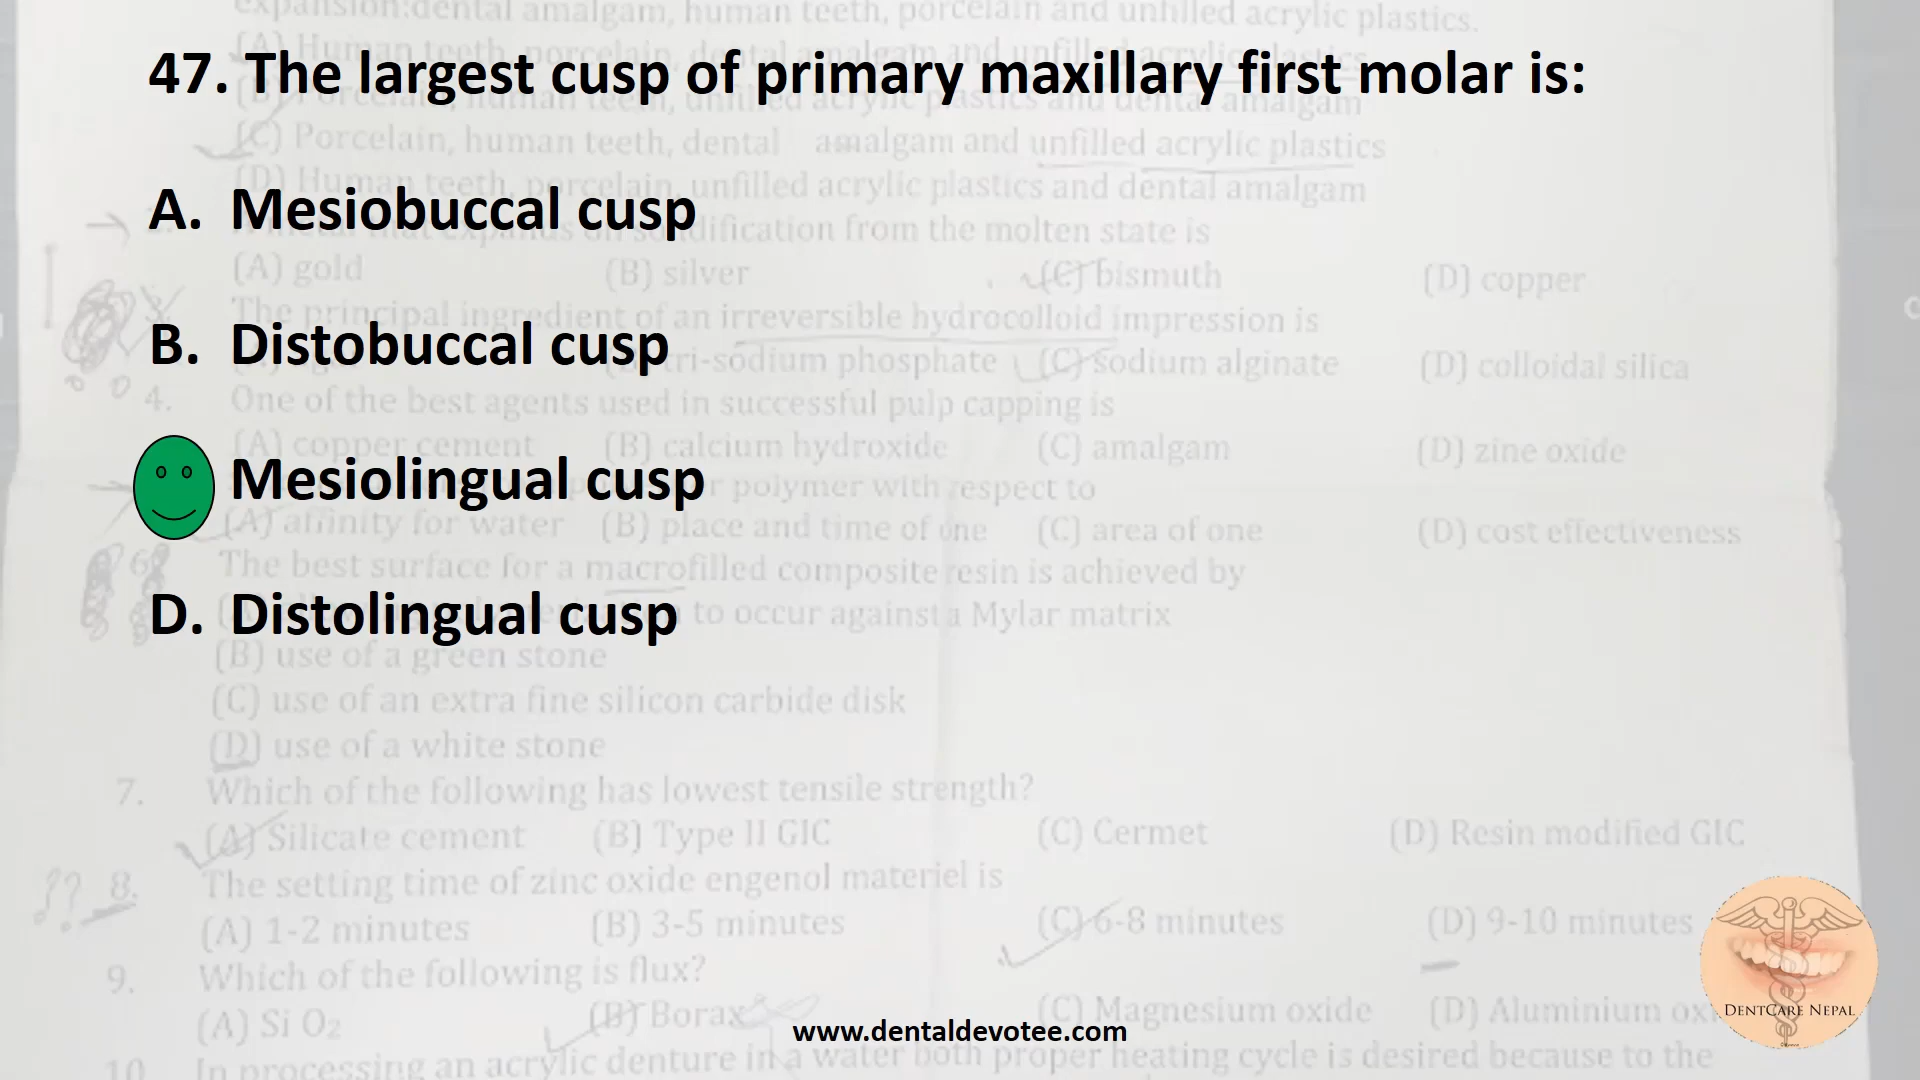 expansion:dental amalgam, human teeth, porcelain and unfilled acrylic plastics.
47. The largest cusp of primary maxillary first molar is:
(A) Human teeth, porcelain, dental amalgam and unfilled acrylic plastics
(B) Porcelain, human teeth, unfilled acrylic plastics and dental amalgam
(C) Porcelain, human teeth, dental amalgam and unfilled acrylic plastics
(D) Human teeth, porcelain, unfilled acrylic plastics and dental amalgam
A. Mesiobuccal cusp
metal that expands on solidification from the molten state is
(A) gold (B) silver (C) bismuth (D) copper
3. The principal ingredient of an irreversible hydrocolloid impression is
B. Distobuccal cusp
tri-sodium phosphate (C) sodium alginate (D) colloidal silica
4. One of the best agents used in successful pulp capping is
(A) copper cement (B) calcium hydroxide (C) amalgam (D) zine oxide
Mesiolingual cusp
polymer with respect to
(A) affinity for water (B) place and time of one (C) area of one (D) cost effectiveness
6. The best surface for a macrofilled composite resin is achieved by
D. Distolingual cusp
to occur against a Mylar matrix
(B) use of a green stone
(C) use of an extra fine silicon carbide disk
(D) use of a white stone
7. Which of the following has lowest tensile strength?
(A) Silicate cement (B) Type II GIC (C) Cermet (D) Resin modified GIC
?? 8. The setting time of zinc oxide engenol materiel is
(A) 1-2 minutes (B) 3-5 minutes (C) 6-8 minutes (D) 9-10 minutes
9. Which of the following is flux?
(A) Si O2 (B) Borax (C) Magnesium oxide (D) Aluminium
DENTCARE NEPAL
www.dentaldevotee.com
10. In processing an acrylic denture in a water both proper heating cycle is desired because to the